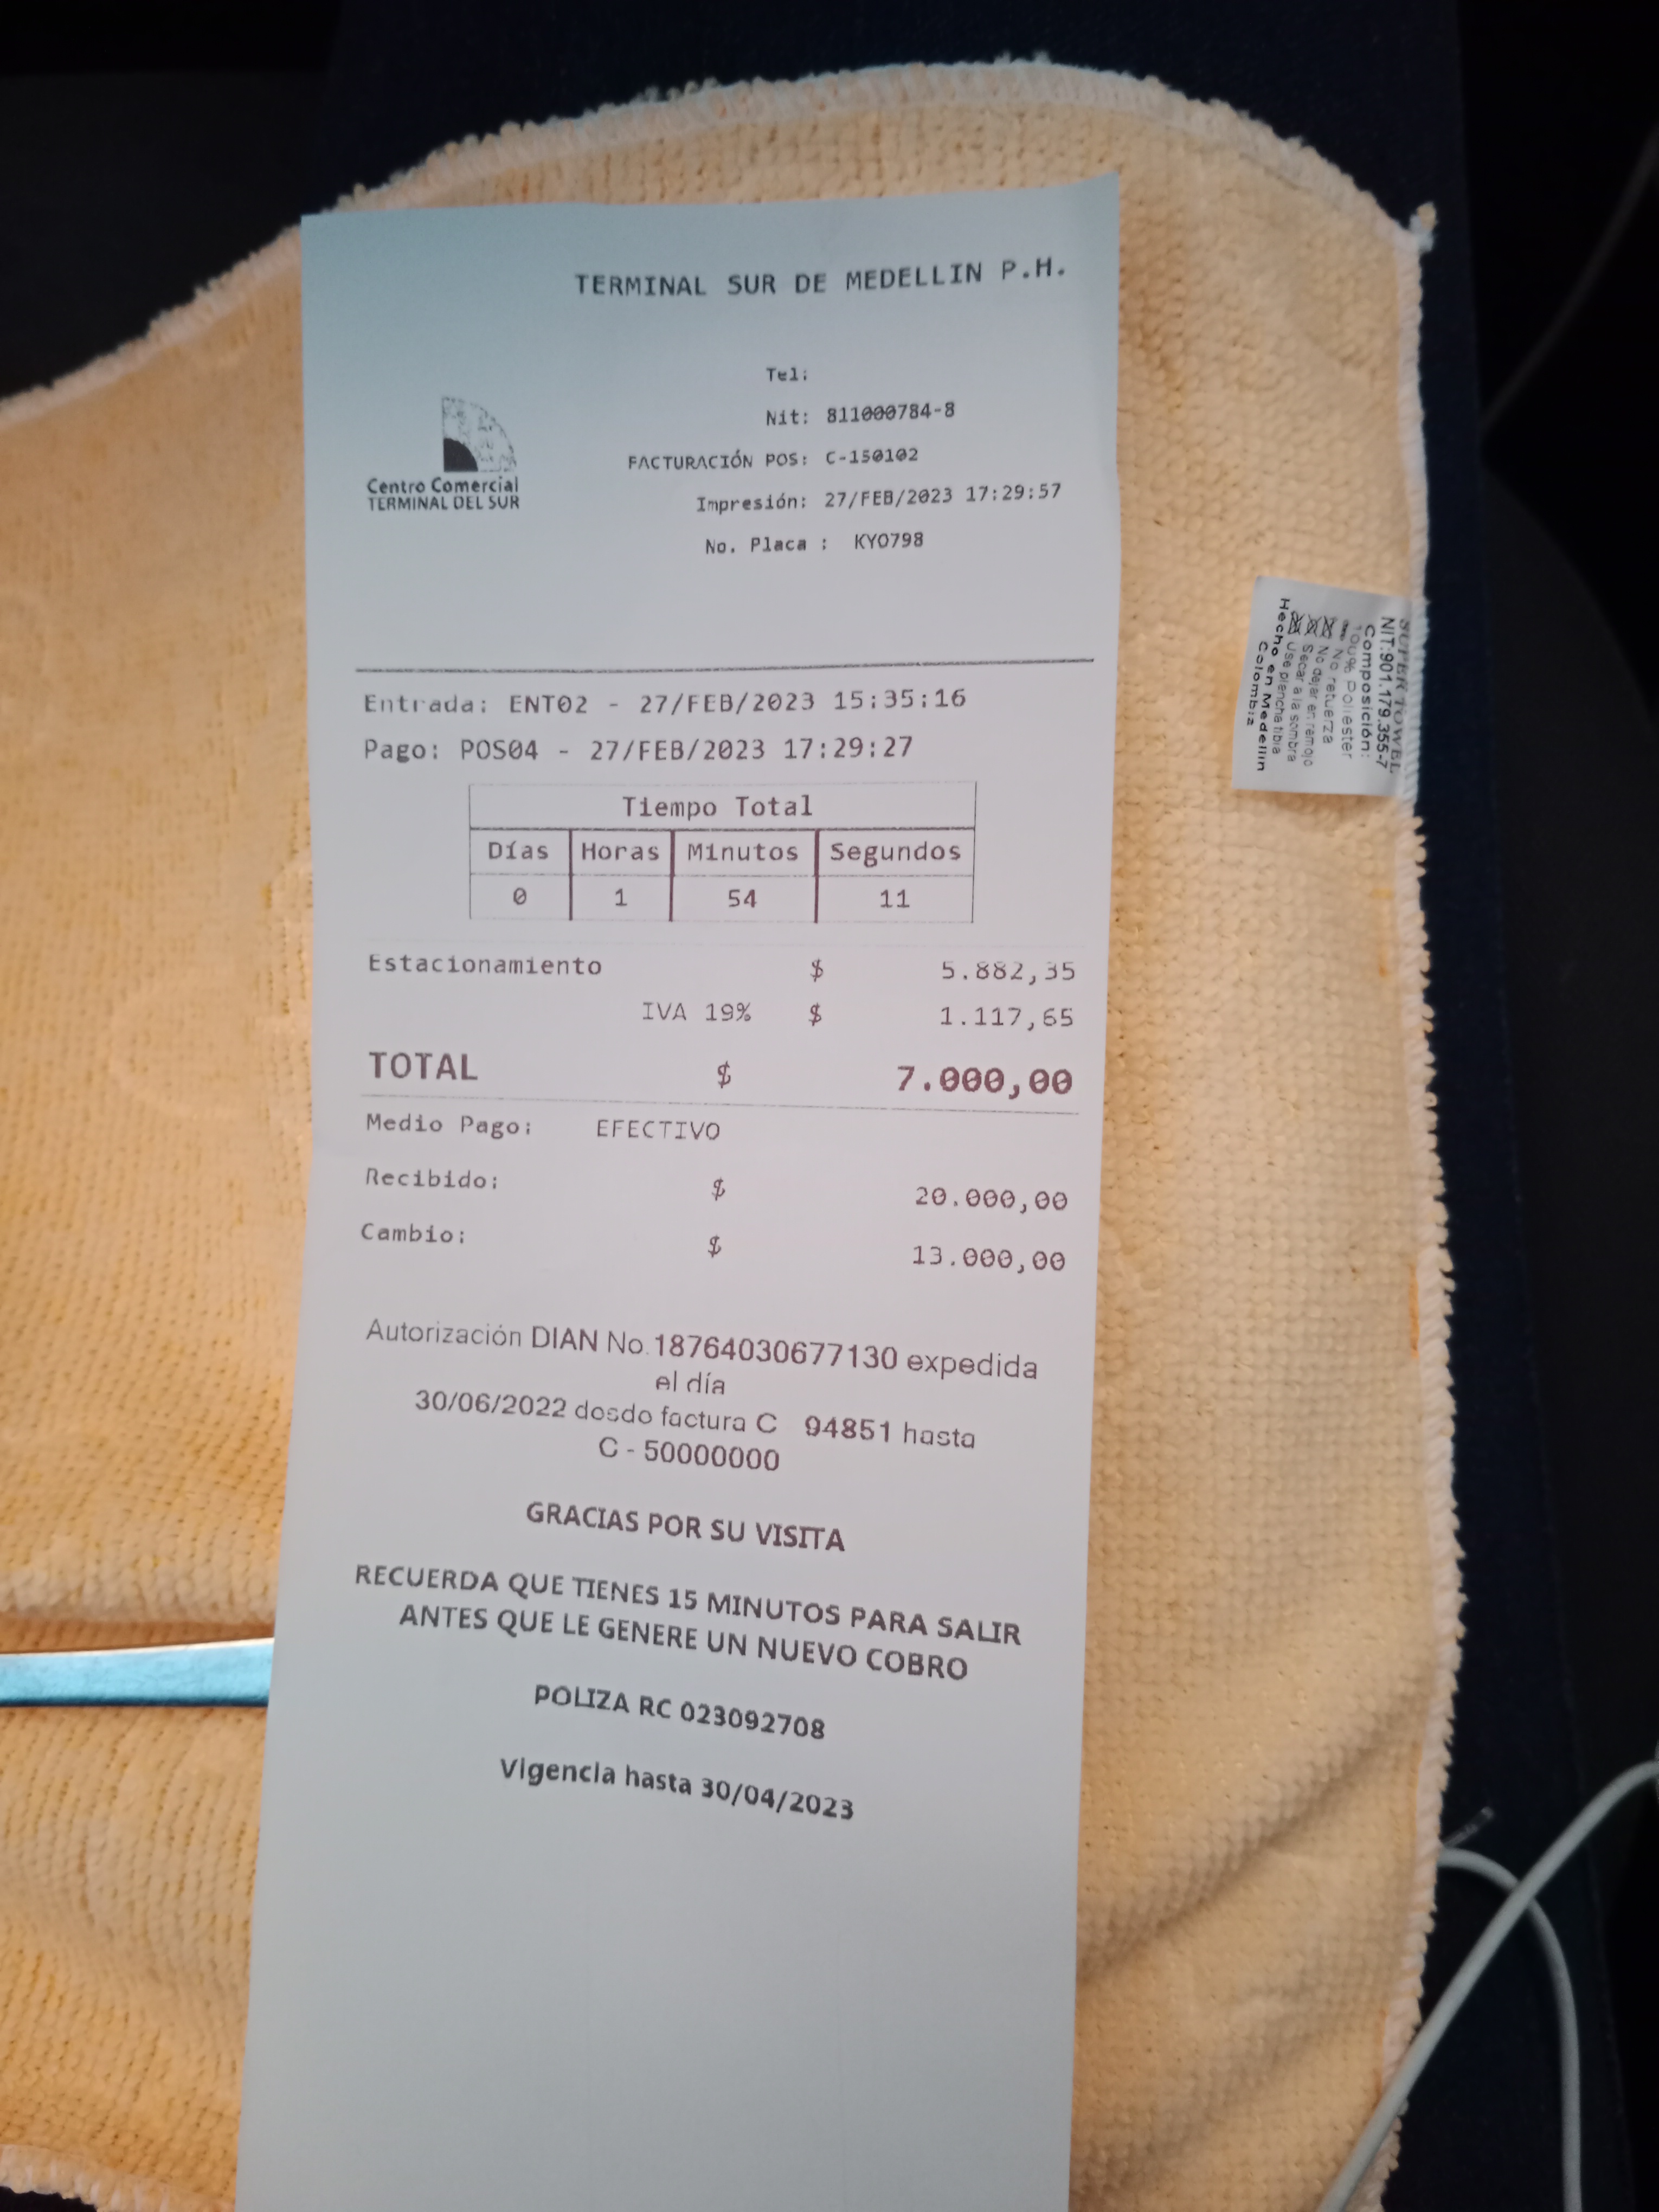 TERMINAL SUR DE MEDELLIN P.H.
Tel:
Nit: 811000784-8
FACTURACIÓN POS: C-150102
Impresión: 27/FEB/2023 17:29:57
No. Placa : KYO798
Centro Comercial
TERMINAL DEL SUR
Entrada: ENT02 - 27/FEB/2023 15:35:16
Pago: POS04 - 27/FEB/2023 17:29:27
Tiempo Total
Días Horas Minutos Segundos
0 1 54 11
Estacionamiento $ 5.882,35
IVA 19% $ 1.117,65
TOTAL $ 7.000,00
Medio Pago: EFECTIVO
Recibido: $ 20.000,00
Cambio: $ 13.000,00
Autorización DIAN No.18764030677130 expedida
el día
30/06/2022 desde factura C 94851 hasta
C - 50000000
GRACIAS POR SU VISITA
RECUERDA QUE TIENES 15 MINUTOS PARA SALIR
ANTES QUE LE GENERE UN NUEVO COBRO
POLIZA RC 023092708
Vigencia hasta 30/04/2023
SUPER TOWEL
NIT:901.179.355-7
Composición:
100% Poliester
No retuerza
No dejar en remojo
Secar a la sombra
Use plancha tibia
Hecho en Medellin
Colombia